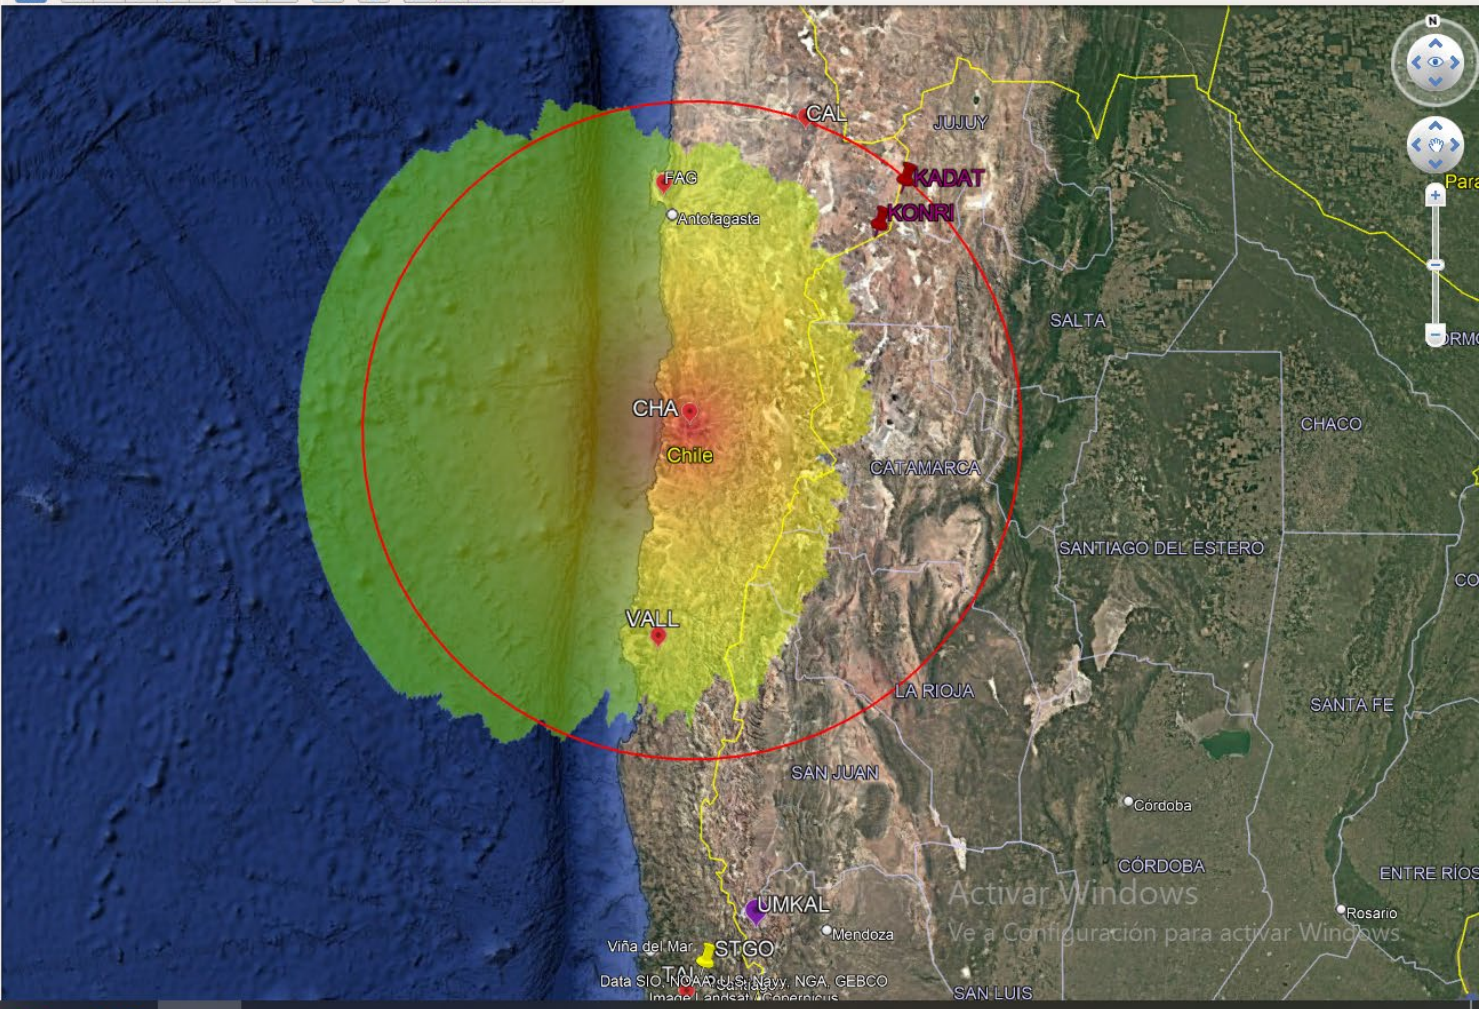 N
CAL
JUJUY
FAG
KADAT
Para
KONRI
Antofagasta
SALTA
CHA
CHACO
Chile
CATAMARCA
SANTIAGO DEL ESTERO
CO
VALL
LA RIOJA
SANTA FE
SAN JUAN
Córdoba
CÓRDOBA
ENTRE RÍOS
Activar Windows
UMKAL
Rosario
Mendoza
Ve a Configuración para activar Windows.
Viña del Mar
STGO
Data SIO, NOAA, U.S. Navy, NGA, GEBCO
Santiago
Image Landsat / Copernicus
SAN LUIS